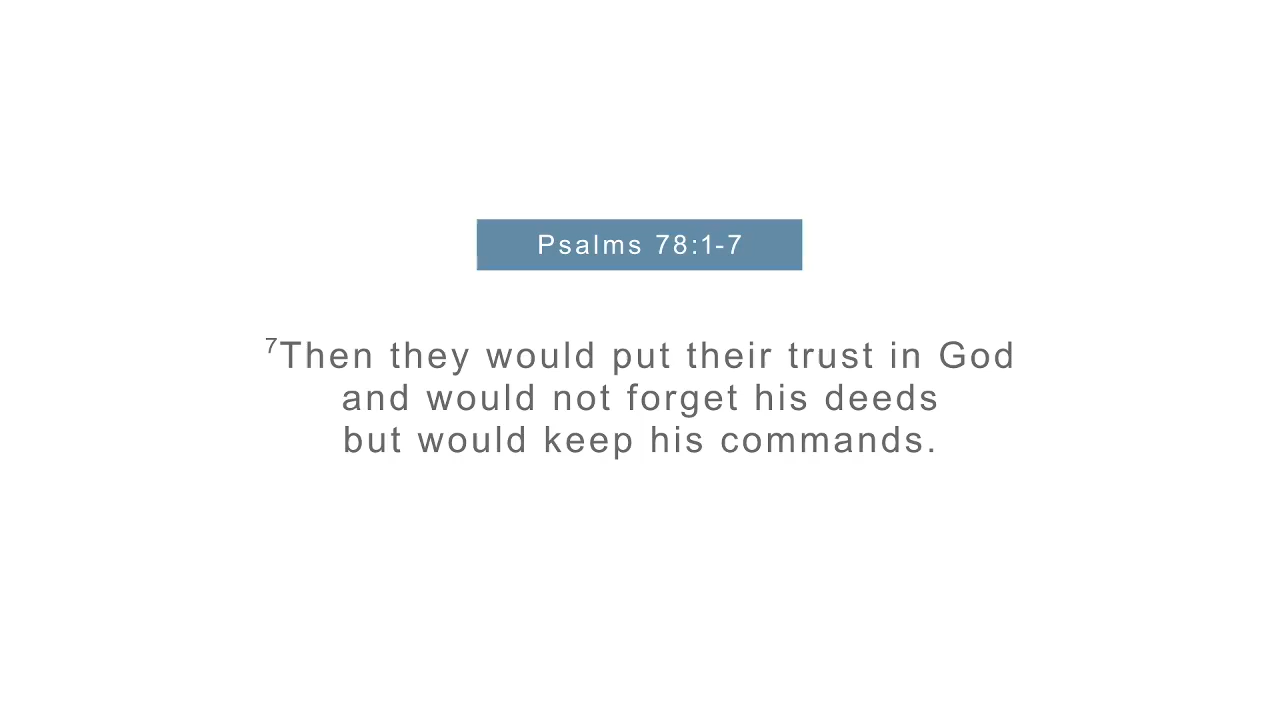 Psalms 78:1-7
⁷Then they would put their trust in God
and would not forget his deeds
but would keep his commands.